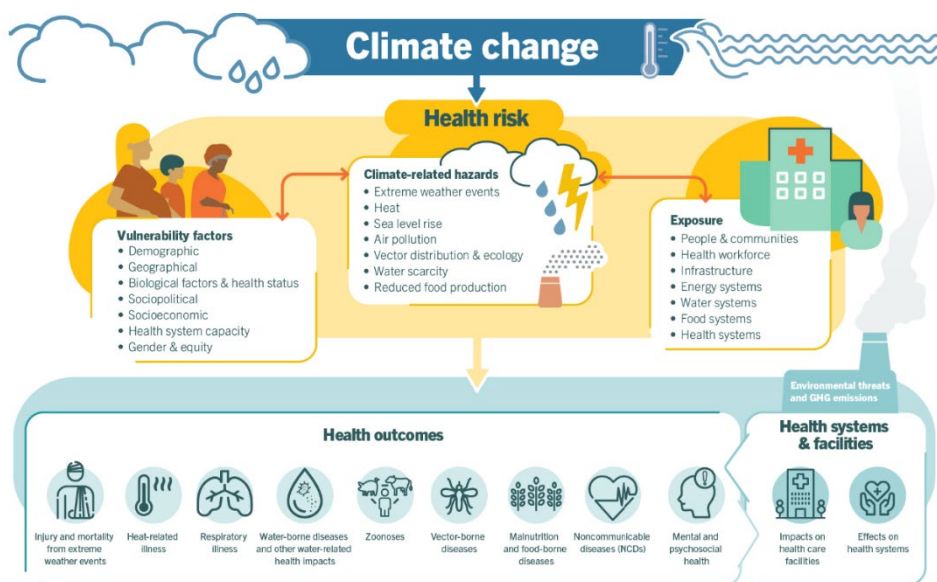 Climate change
Health risk
Climate-related hazards
• Extreme weather events
• Heat
• Sea level rise
• Air pollution
• Vector distribution & ecology
• Water scarcity
• Reduced food production
Vulnerability factors
• Demographic
• Geographical
• Biological factors & health status
• Sociopolitical
• Socioeconomic
• Health system capacity
• Gender & equity
Exposure
• People & communities
• Health workforce
• Infrastructure
• Energy systems
• Water systems
• Food systems
• Health systems
Environmental threats
and GHG emissions
Health outcomes
Injury and mortality
from extreme
weather events
Heat-related
illness
Respiratory
illness
Water-borne diseases
and other water-related
health impacts
Zoonoses
Vector-borne
diseases
Malnutrition
and food-borne
diseases
Noncommunicable
diseases (NCDs)
Mental and
psychosocial
health
Health systems
& facilities
Impacts on
health care
facilities
Effects on
health systems